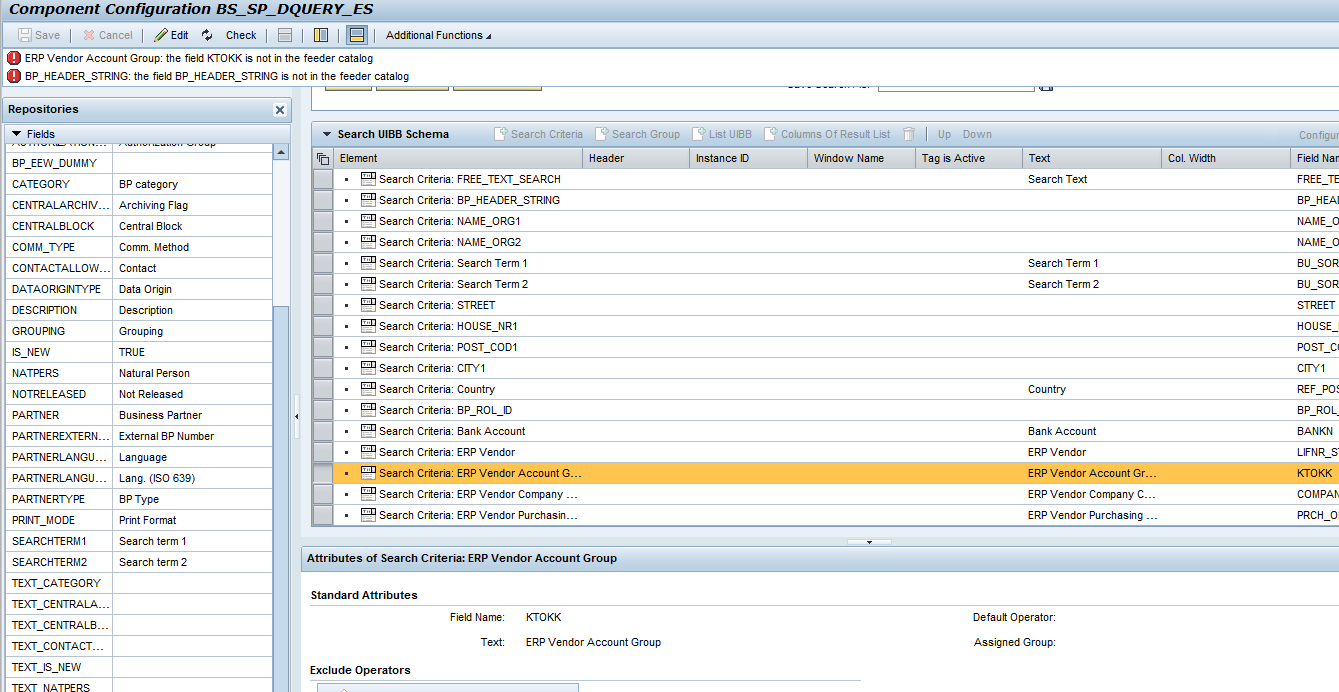 Component Configuration BS_SP_DQUERY_ES
Save Cancel Edit Check Additional Functions
ERP Vendor Account Group: the field KTOKK is not in the feeder catalog
BP_HEADER_STRING: the field BP_HEADER_STRING is not in the feeder catalog
Repositories
Fields
Authorization Group
BP_EEW_DUMMY
CATEGORY BP category
CENTRALARCHIV... Archiving Flag
CENTRALBLOCK Central Block
COMM_TYPE Comm. Method
CONTACTALLOW... Contact
DATAORIGINTYPE Data Origin
DESCRIPTION Description
GROUPING Grouping
IS_NEW TRUE
NATPERS Natural Person
NOTRELEASED Not Released
PARTNER Business Partner
PARTNEREXTERN... External BP Number
PARTNERLANGU... Language
PARTNERLANGU... Lang. (ISO 639)
PARTNERTYPE BP Type
PRINT_MODE Print Format
SEARCHTERM1 Search term 1
SEARCHTERM2 Search term 2
TEXT_CATEGORY
TEXT_CENTRALA...
TEXT_CENTRALB...
TEXT_CONTACT...
TEXT_IS_NEW
TEXT_NATPERS
Search UIBB Schema Search Criteria Search Group List UIBB Columns Of Result List Up Down Configur
Element Header Instance ID Window Name Tag is Active Text Col. Width Field Nam
Search Criteria: FREE_TEXT_SEARCH Search Text FREE_TE
Search Criteria: BP_HEADER_STRING BP_HEAD
Search Criteria: NAME_ORG1 NAME_O
Search Criteria: NAME_ORG2 NAME_O
Search Criteria: Search Term 1 Search Term 1 BU_SOR
Search Criteria: Search Term 2 Search Term 2 BU_SOR
Search Criteria: STREET STREET
Search Criteria: HOUSE_NR1 HOUSE_
Search Criteria: POST_COD1 POST_CO
Search Criteria: CITY1 CITY1
Search Criteria: Country Country REF_POS
Search Criteria: BP_ROL_ID BP_ROL_
Search Criteria: Bank Account Bank Account BANKN
Search Criteria: ERP Vendor ERP Vendor LIFNR_S
Search Criteria: ERP Vendor Account G... ERP Vendor Account Gr... KTOKK
Search Criteria: ERP Vendor Company ... ERP Vendor Company C... COMPAN
Search Criteria: ERP Vendor Purchasin... ERP Vendor Purchasing ... PRCH_O
Attributes of Search Criteria: ERP Vendor Account Group
Standard Attributes
Field Name: KTOKK Default Operator:
Text: ERP Vendor Account Group Assigned Group:
Exclude Operators